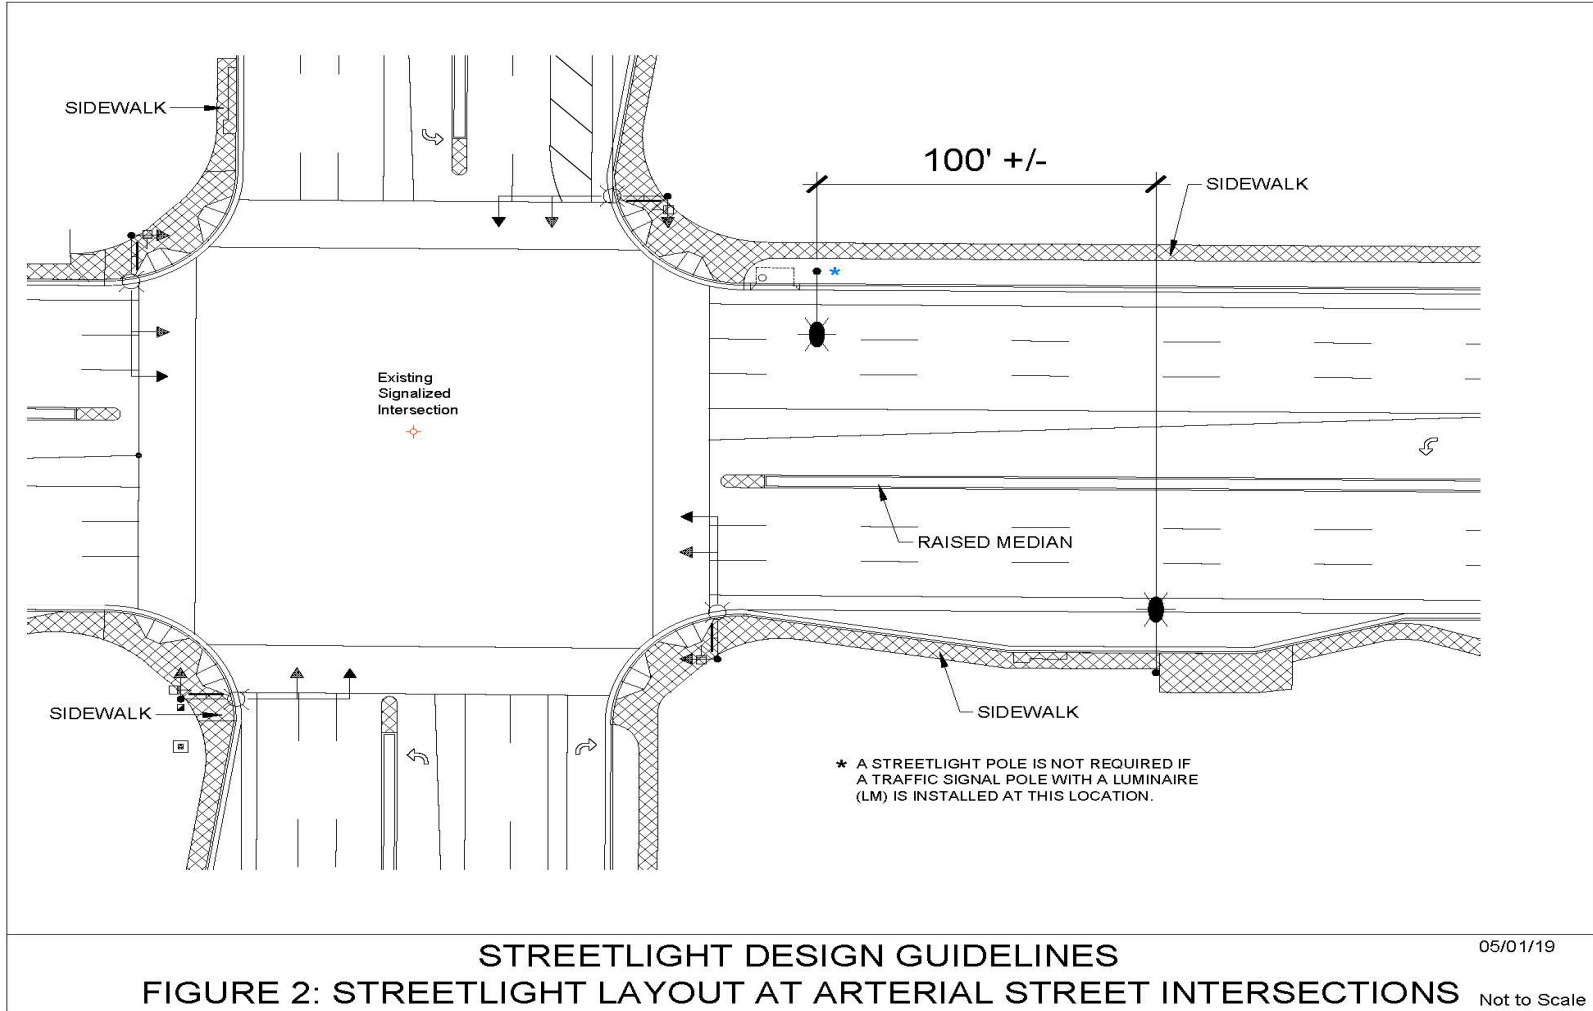 SIDEWALK
100' +/-
SIDEWALK
*
Existing
Signalized
Intersection
RAISED MEDIAN
SIDEWALK
SIDEWALK
* A STREETLIGHT POLE IS NOT REQUIRED IF
A TRAFFIC SIGNAL POLE WITH A LUMINAIRE
(LM) IS INSTALLED AT THIS LOCATION.
STREETLIGHT DESIGN GUIDELINES
05/01/19
FIGURE 2: STREETLIGHT LAYOUT AT ARTERIAL STREET INTERSECTIONS
Not to Scale